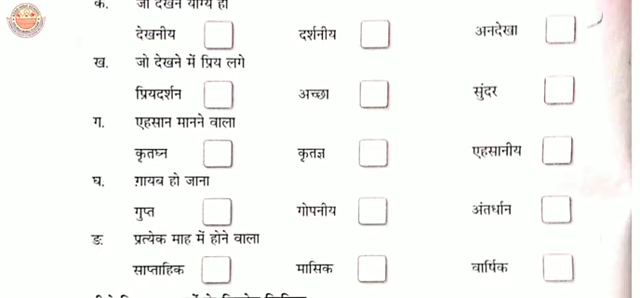 क. जो देखने योग्य हो
देखनीय दर्शनीय अनदेखा
ख. जो देखने में प्रिय लगे
प्रियदर्शन अच्छा सुंदर
ग. एहसान मानने वाला
कृतघ्न कृतज्ञ एहसानीय
घ. ग़ायब हो जाना
गुप्त गोपनीय अंतर्धान
ङ प्रत्येक माह में होने वाला
साप्ताहिक मासिक वार्षिक